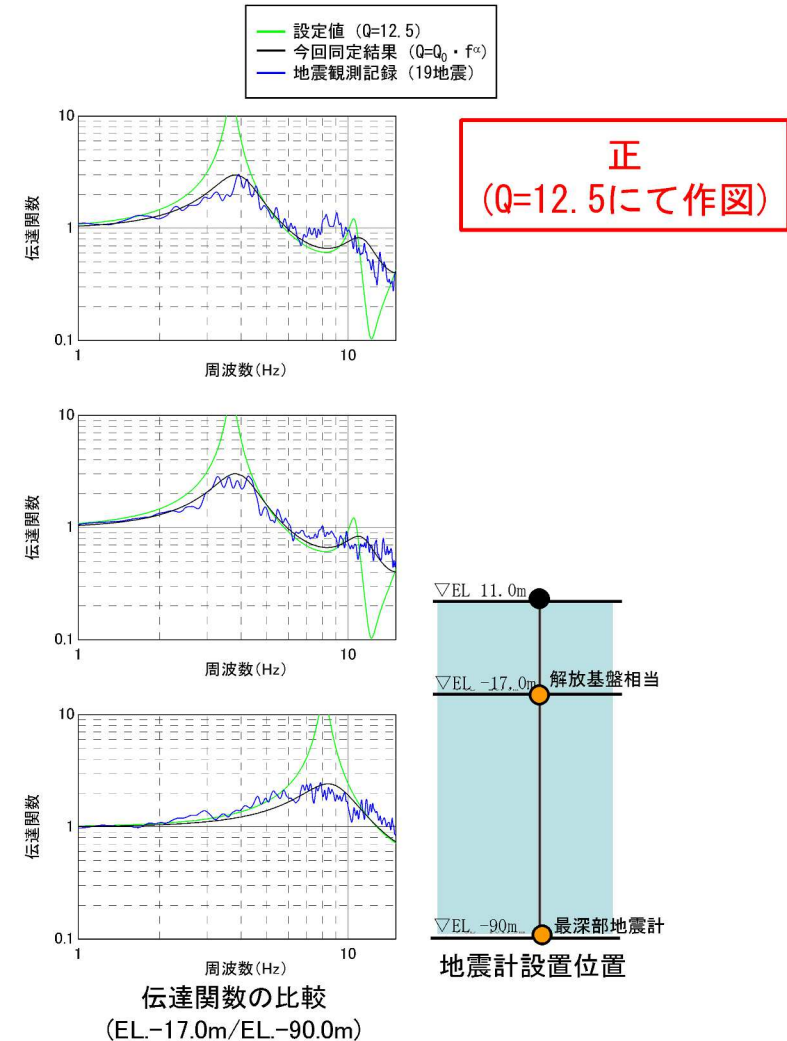 設定値 (Q=12.5)
今回同定結果 (Q=Q₀・f^α)
地震観測記録 (19地震)
正
(Q=12.5にて作図)
10
1
0.1
伝達関数
1
10
周波数(Hz)
10
1
0.1
伝達関数
1
10
周波数(Hz)
10
1
0.1
伝達関数
1
10
周波数(Hz)
伝達関数の比較
(EL.-17.0m/EL.-90.0m)
▽EL 11.0m
▽EL -17.0m
解放基盤相当
▽EL -90m
最深部地震計
地震計設置位置